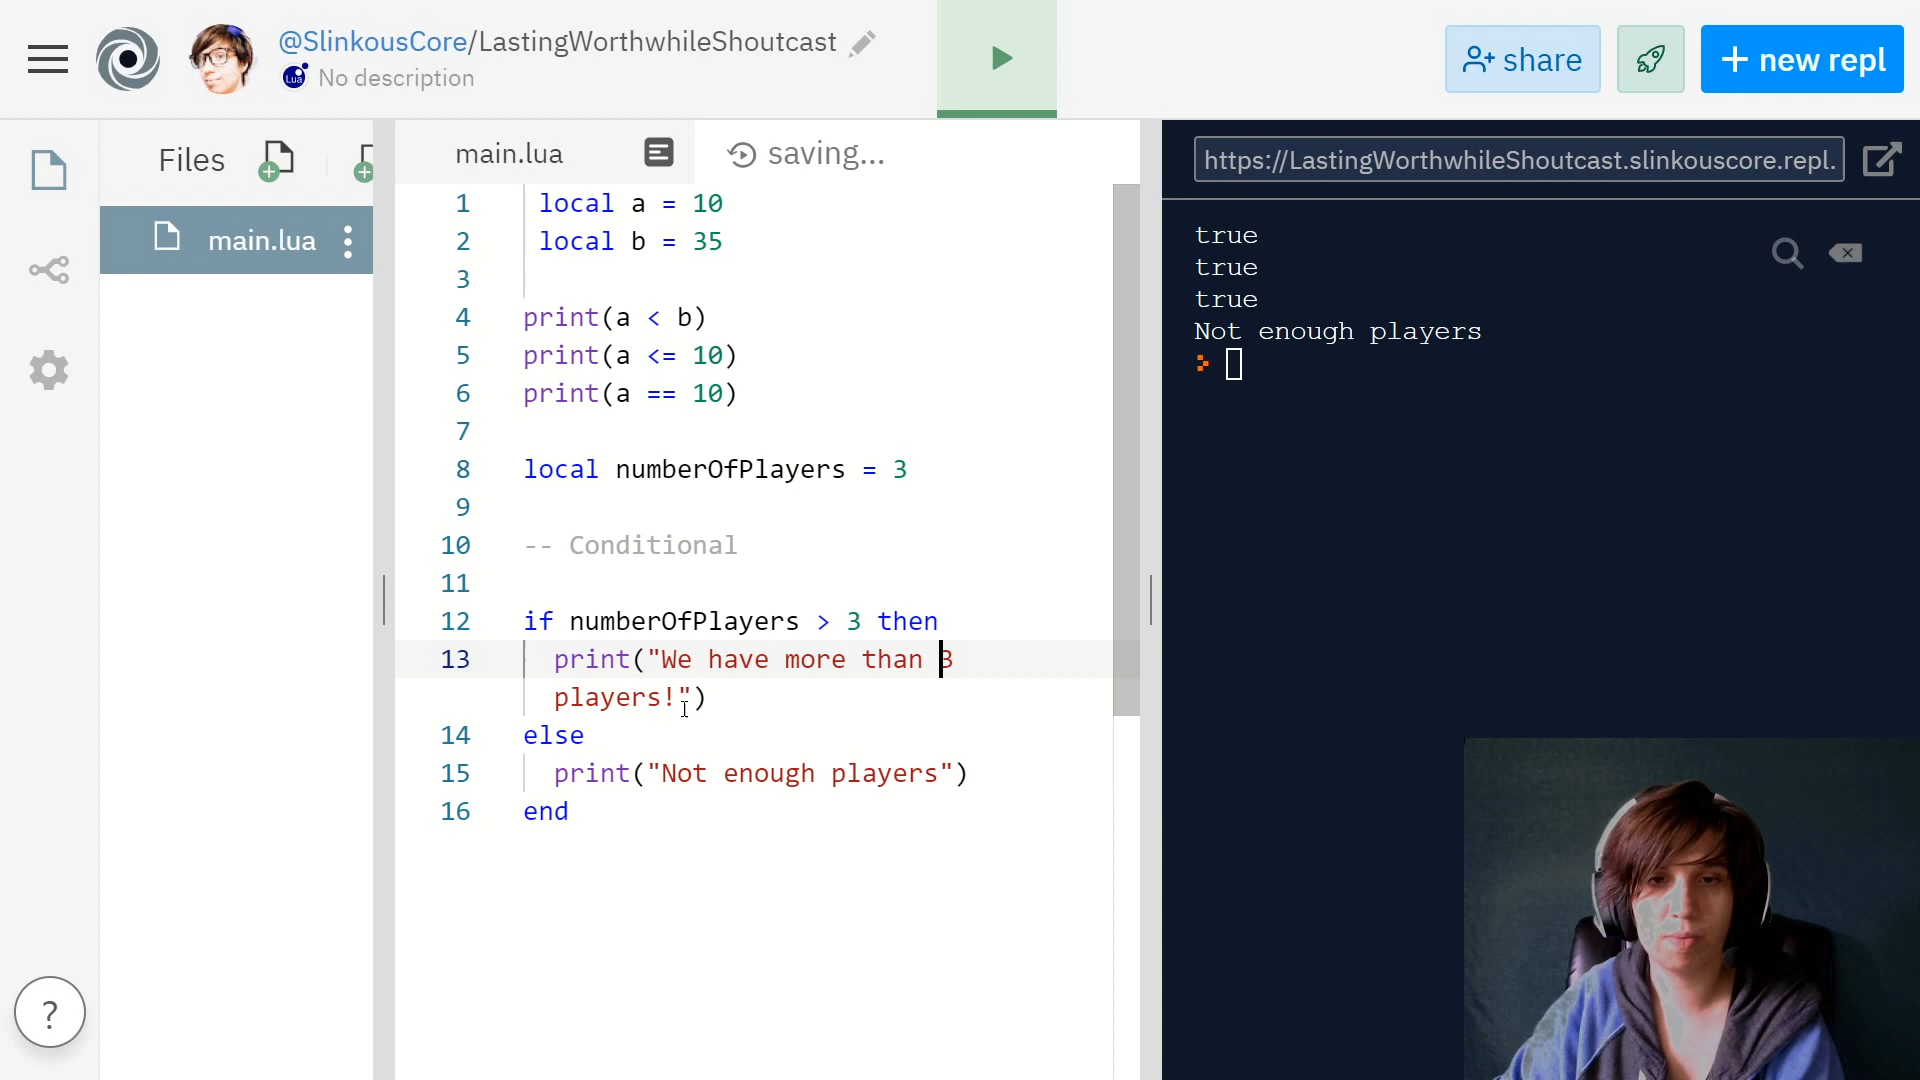 @SlinkousCore/LastingWorthwhileShoutcast
Lua No description
share
+ new repl
Files
main.lua
main.lua
saving...
1 local a = 10
2 local b = 35
3
4 print(a < b)
5 print(a <= 10)
6 print(a == 10)
7
8 local numberOfPlayers = 3
9
10 -- Conditional
11
12 if numberOfPlayers > 3 then
13 print("We have more than 3
players!")
14 else
15 print("Not enough players")
16 end
https://LastingWorthwhileShoutcast.slinkouscore.repl.
true
true
true
Not enough players
?